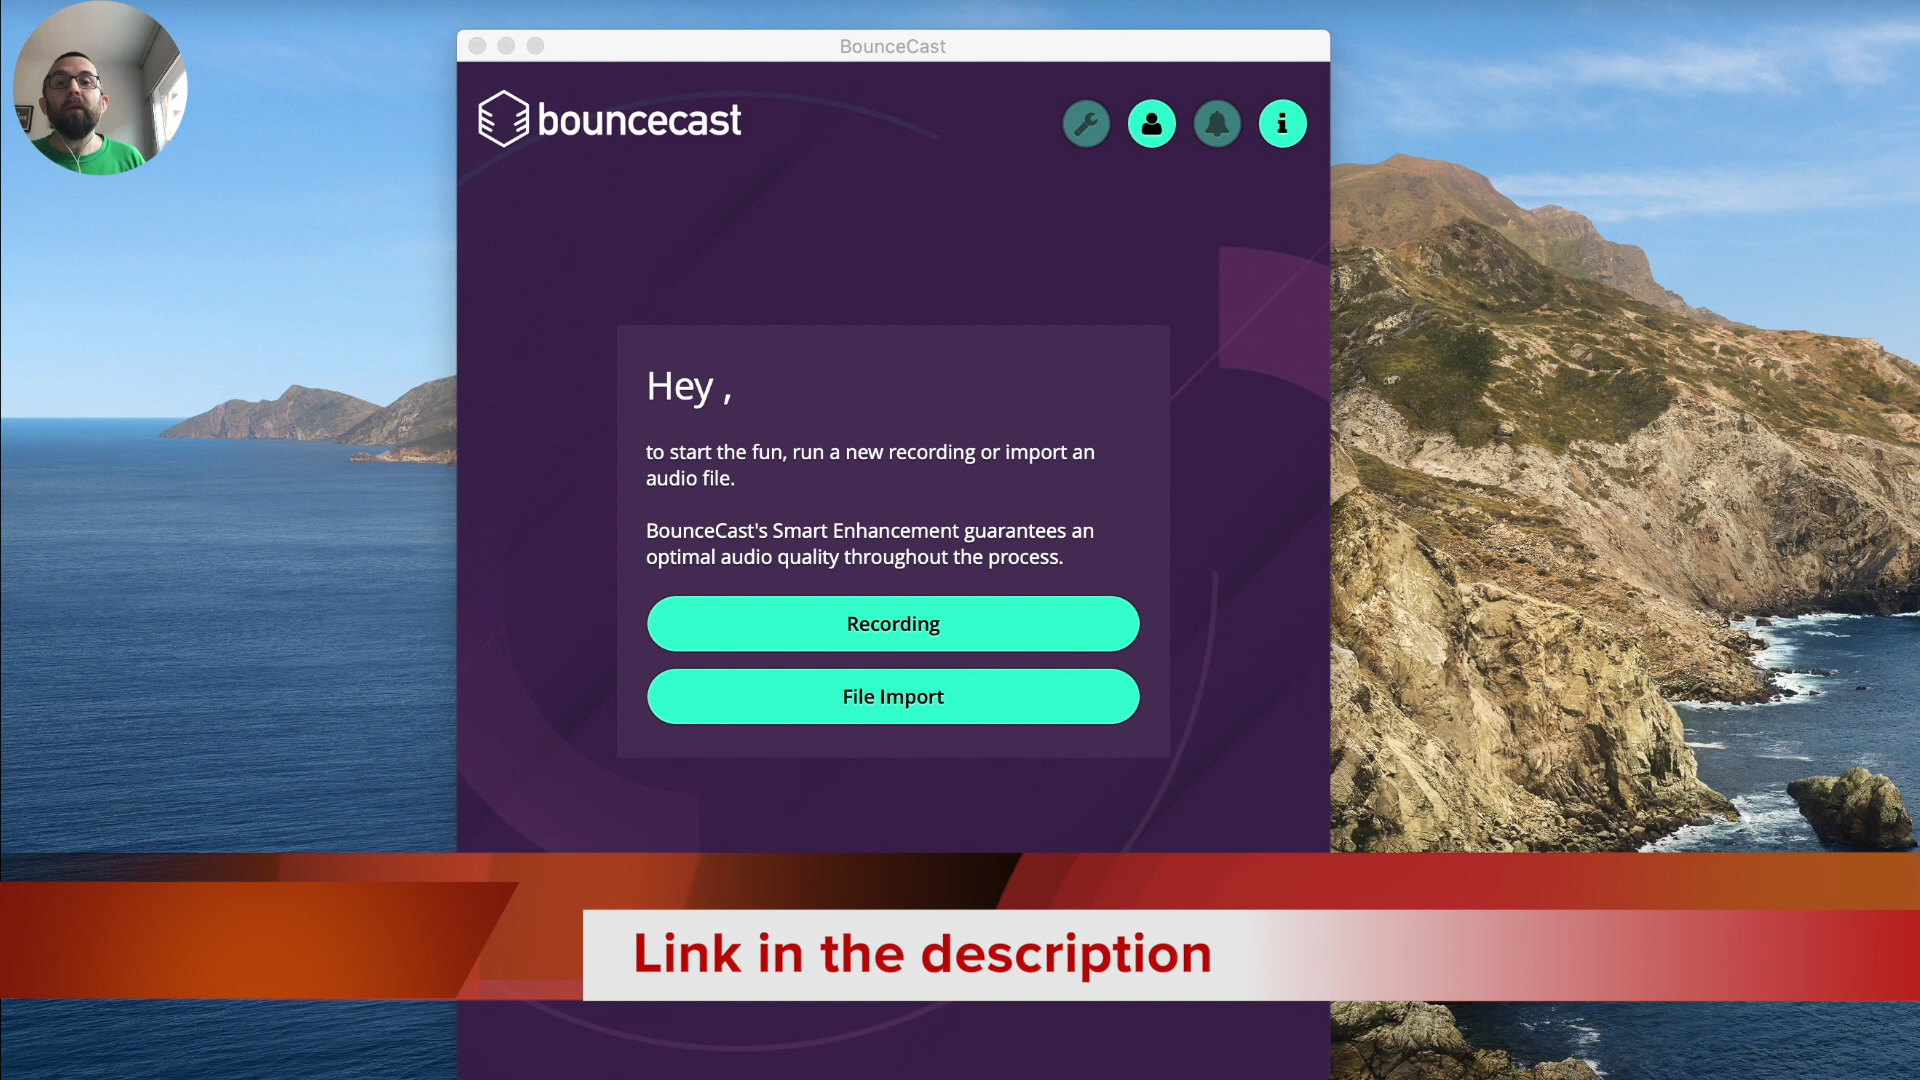 BounceCast
bouncecast
Hey ,
to start the fun, run a new recording or import an
audio file.
BounceCast's Smart Enhancement guarantees an
optimal audio quality throughout the process.
Recording
File Import
Link in the description